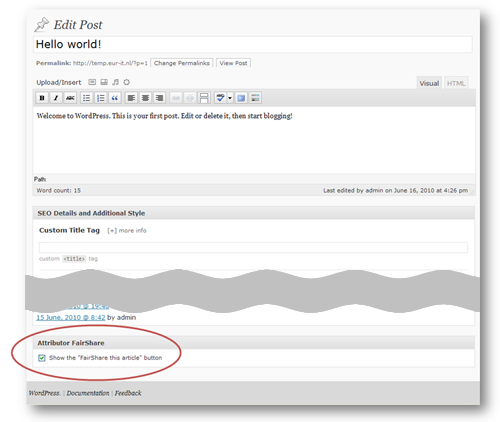 Edit Post
Hello world!
Permalink: http://temp.eur-it.nl/?p=1 Change Permalinks View Post
Upload/Insert Visual HTML
B I ABC
Welcome to WordPress. This is your first post. Edit or delete it, then start blogging!
Path:
Word count: 15 Last edited by admin on June 16, 2010 at 4:26 pm
SEO Details and Additional Style
Custom Title Tag [+] more info
custom <title> tag
15 June, 2010 @ 8:42 by admin
Attributor FairShare
Show the "FairShare this article" button
WordPress. | Documentation | Feedback